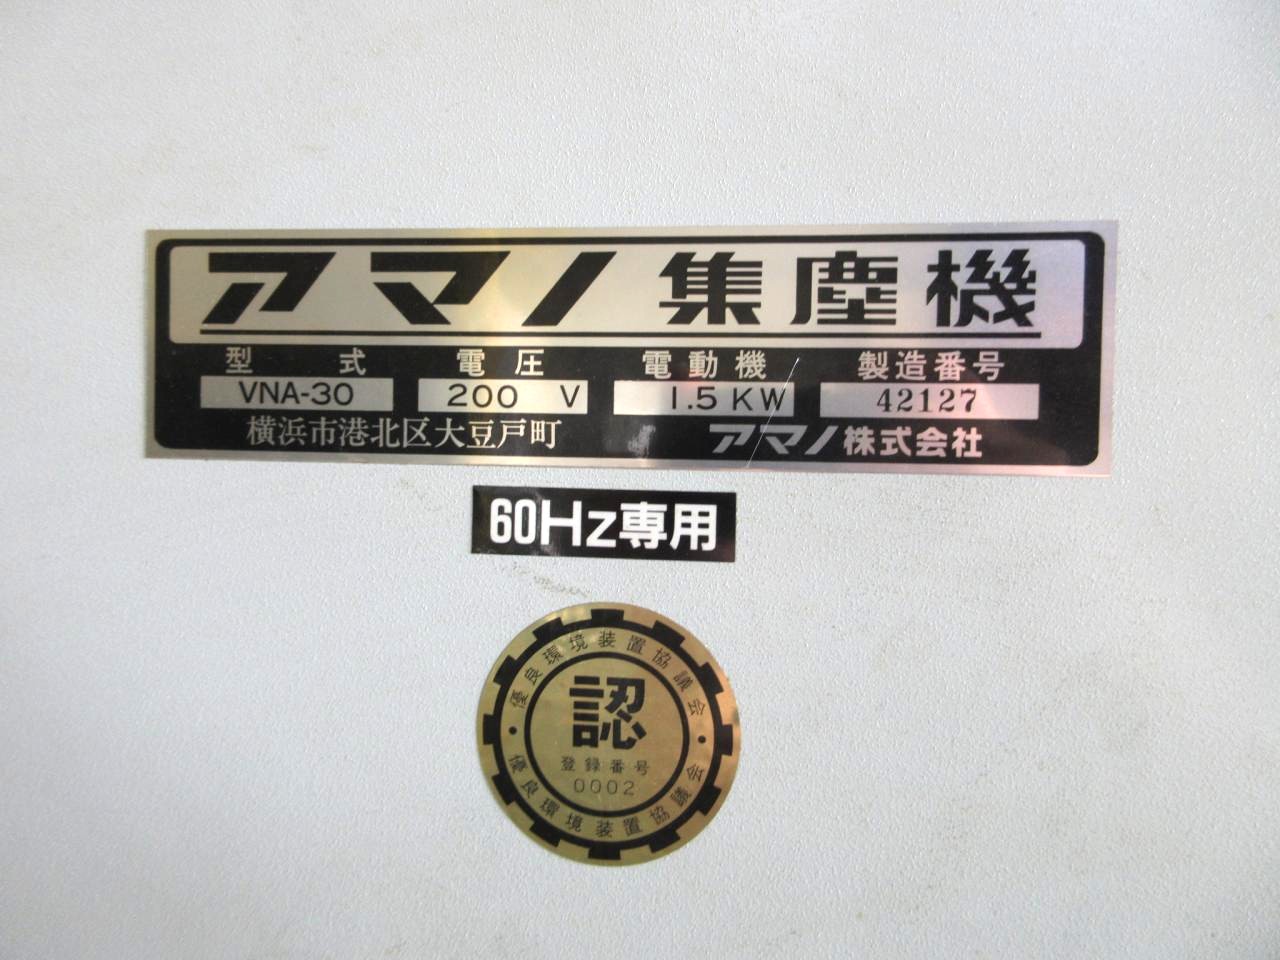 アマノ集塵機
型式 電圧 電動機 製造番号
VNA-30 200 V 1.5KW 42127
横浜市港北区大豆戸町 アマノ株式会社
60Hz専用
優良環境装置協議会
認
登録番号
0002
優良環境装置協議会